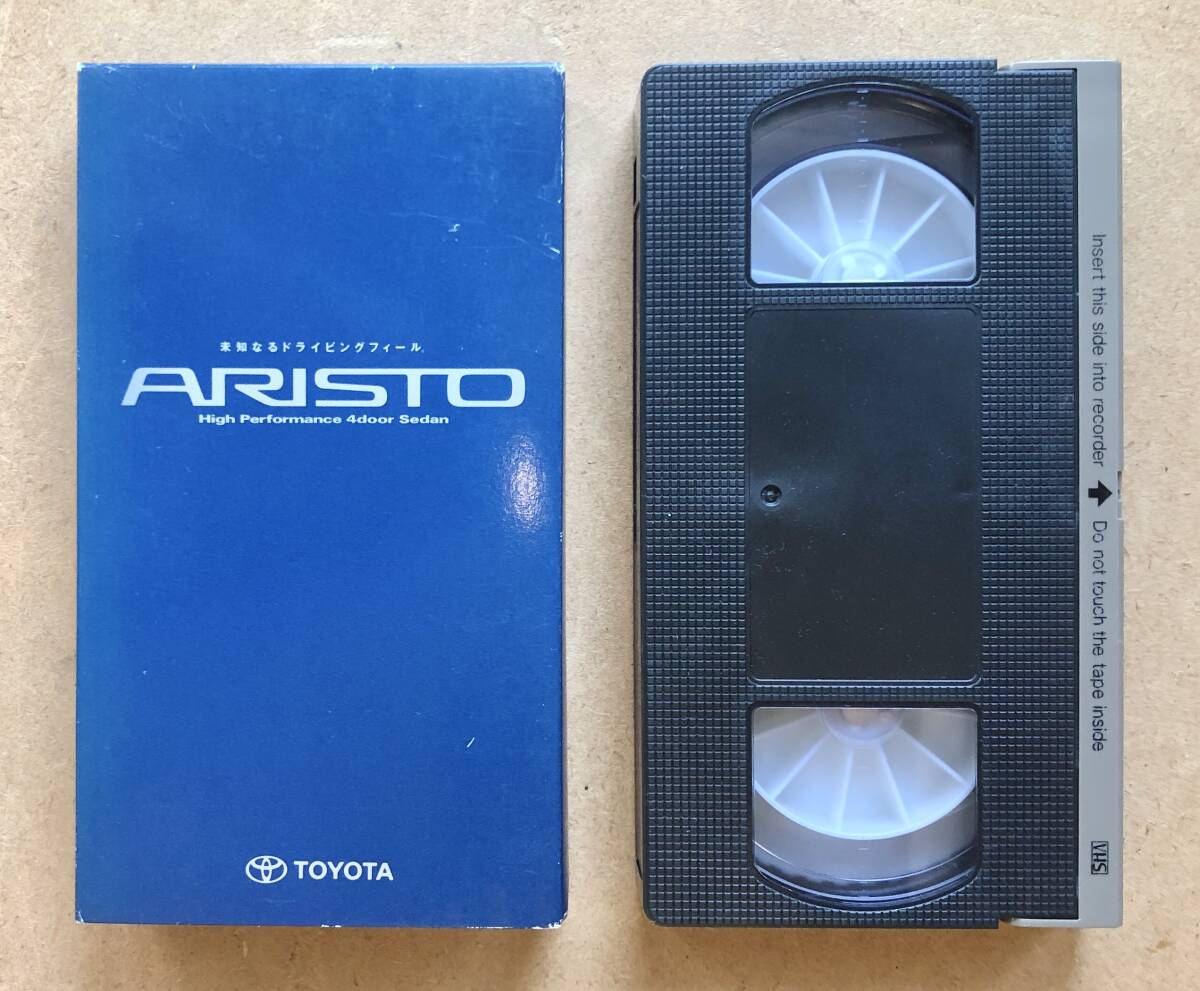 未知なるドライビングフィール。
ARISTO
High Performance 4door Sedan
TOYOTA
Insert this side into recorder ⬆ Do not touch the tape inside
VHS